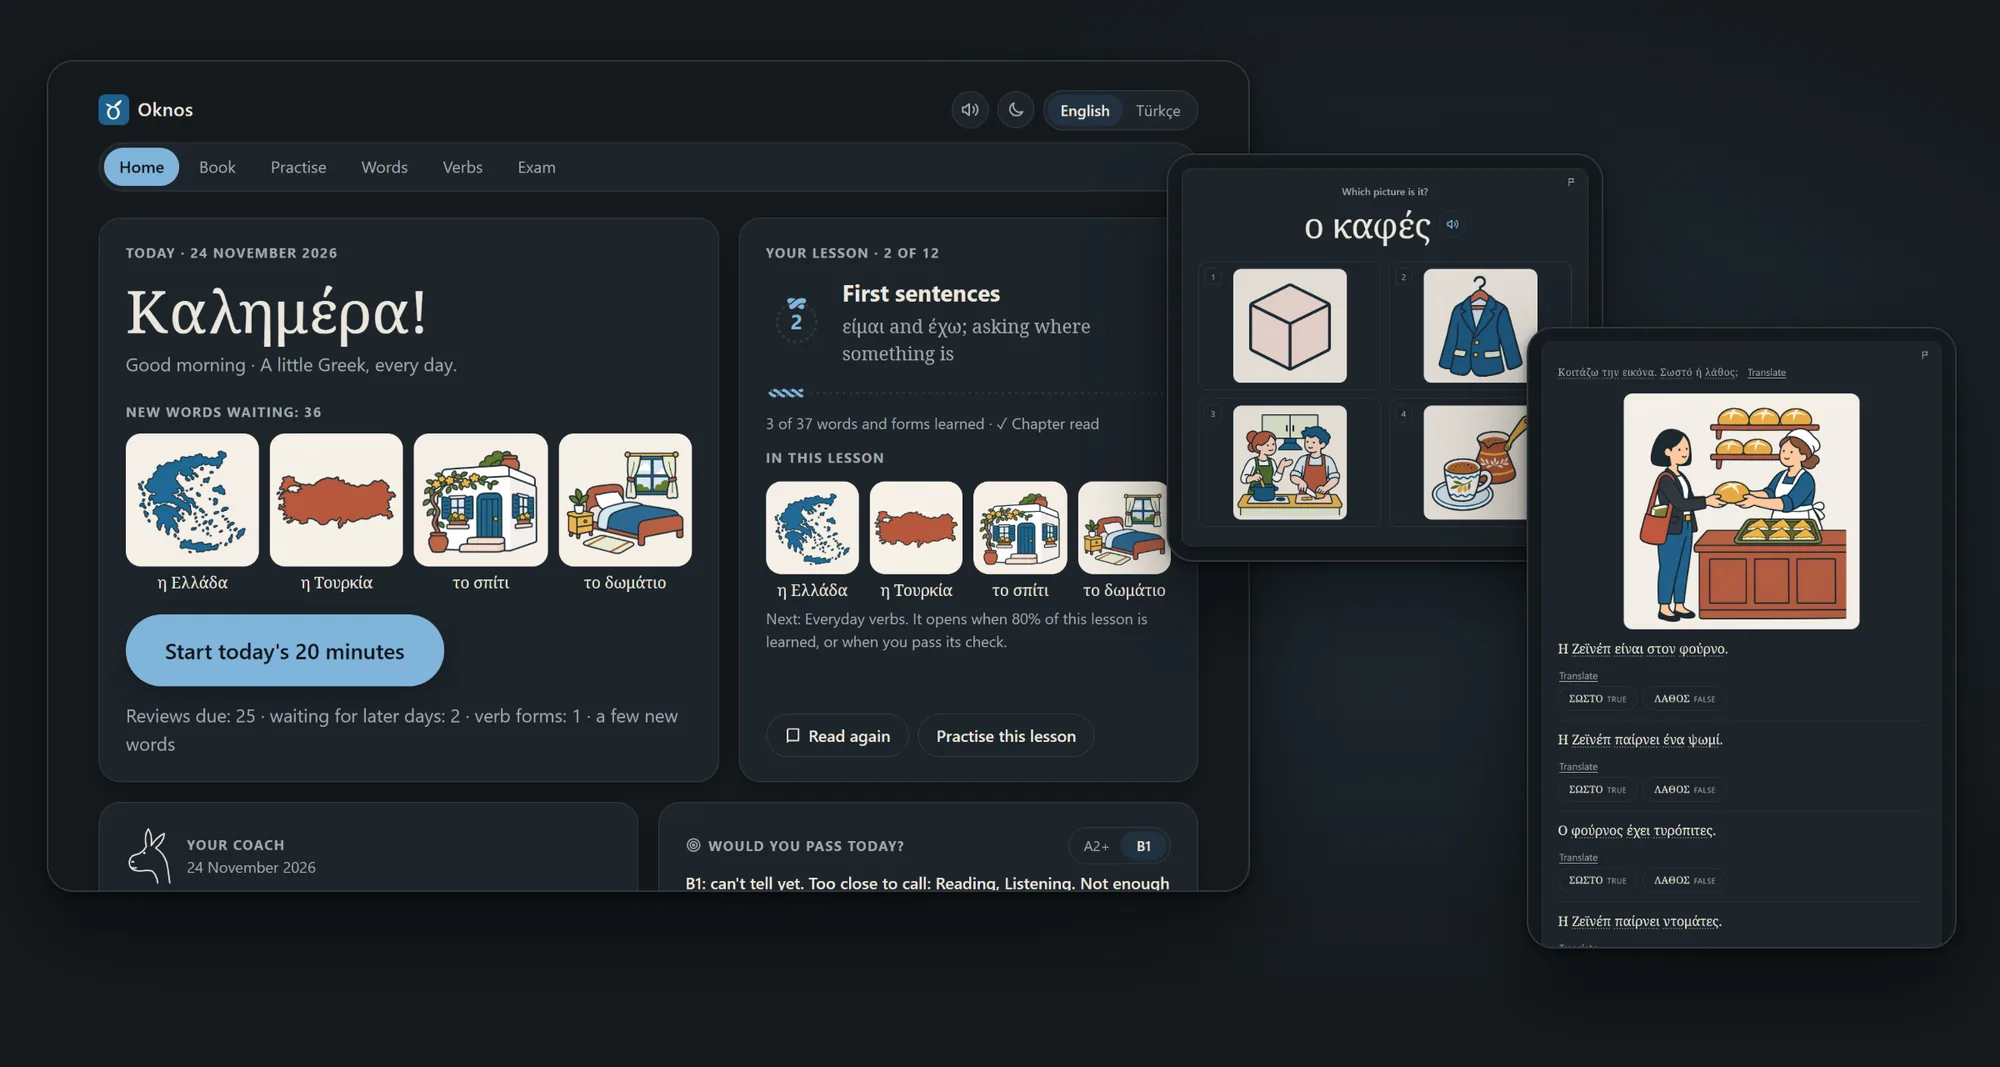 Oknos
English Türkçe
Home Book Practise Words Verbs Exam
TODAY · 24 NOVEMBER 2026
Καλημέρα!
Good morning · A little Greek, every day.
NEW WORDS WAITING: 36
η Ελλάδα η Τουρκία το σπίτι το δωμάτιο
Start today's 20 minutes
Reviews due: 25 · waiting for later days: 2 · verb forms: 1 · a few new
words
YOUR LESSON · 2 OF 12
2
First sentences
είμαι and έχω; asking where
something is
3 of 37 words and forms learned · ✓ Chapter read
IN THIS LESSON
η Ελλάδα η Τουρκία το σπίτι το δωμάτιο
Next: Everyday verbs. It opens when 80% of this lesson is
learned, or when you pass its check.
Read again Practise this lesson
YOUR COACH
24 November 2026
WOULD YOU PASS TODAY?
A2+ B1
B1: can't tell yet. Too close to call: Reading, Listening. Not enough
Which picture is it?
ο καφές
1 2
3 4
Κοιτάζω την εικόνα. Σωστό ή λάθος; Translate
Η Ζεϊνέπ είναι στον φούρνο.
Translate
ΣΩΣΤΟ TRUE ΛΑΘΟΣ FALSE
Η Ζεϊνέπ παίρνει ένα ψωμί.
Translate
ΣΩΣΤΟ TRUE ΛΑΘΟΣ FALSE
Ο φούρνος έχει τυρόπιτες.
Translate
ΣΩΣΤΟ TRUE ΛΑΘΟΣ FALSE
Η Ζεϊνέπ παίρνει ντομάτες.